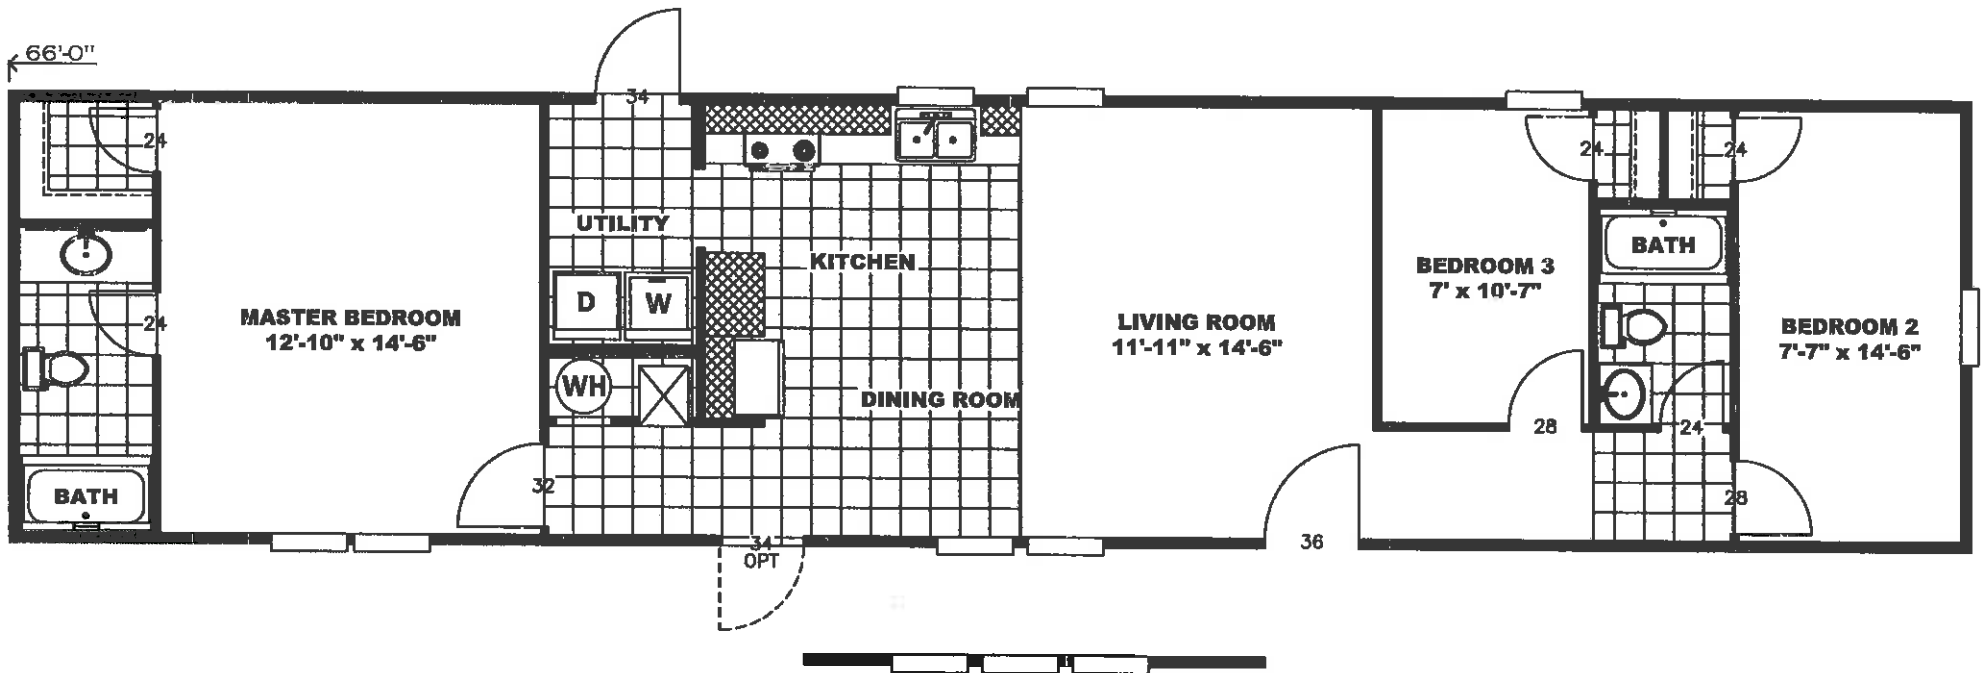 66'-0"
34
24
24
24
UTILITY
BATH
KITCHEN
BEDROOM 3
7' x 10'-7"
D
W
MASTER BEDROOM
12'-10" x 14'-6"
24
LIVING ROOM
11'-11" x 14'-6"
BEDROOM 2
7'-7" x 14'-6"
WH
DINING ROOM
28
24
32
BATH
28
34
OPT
36